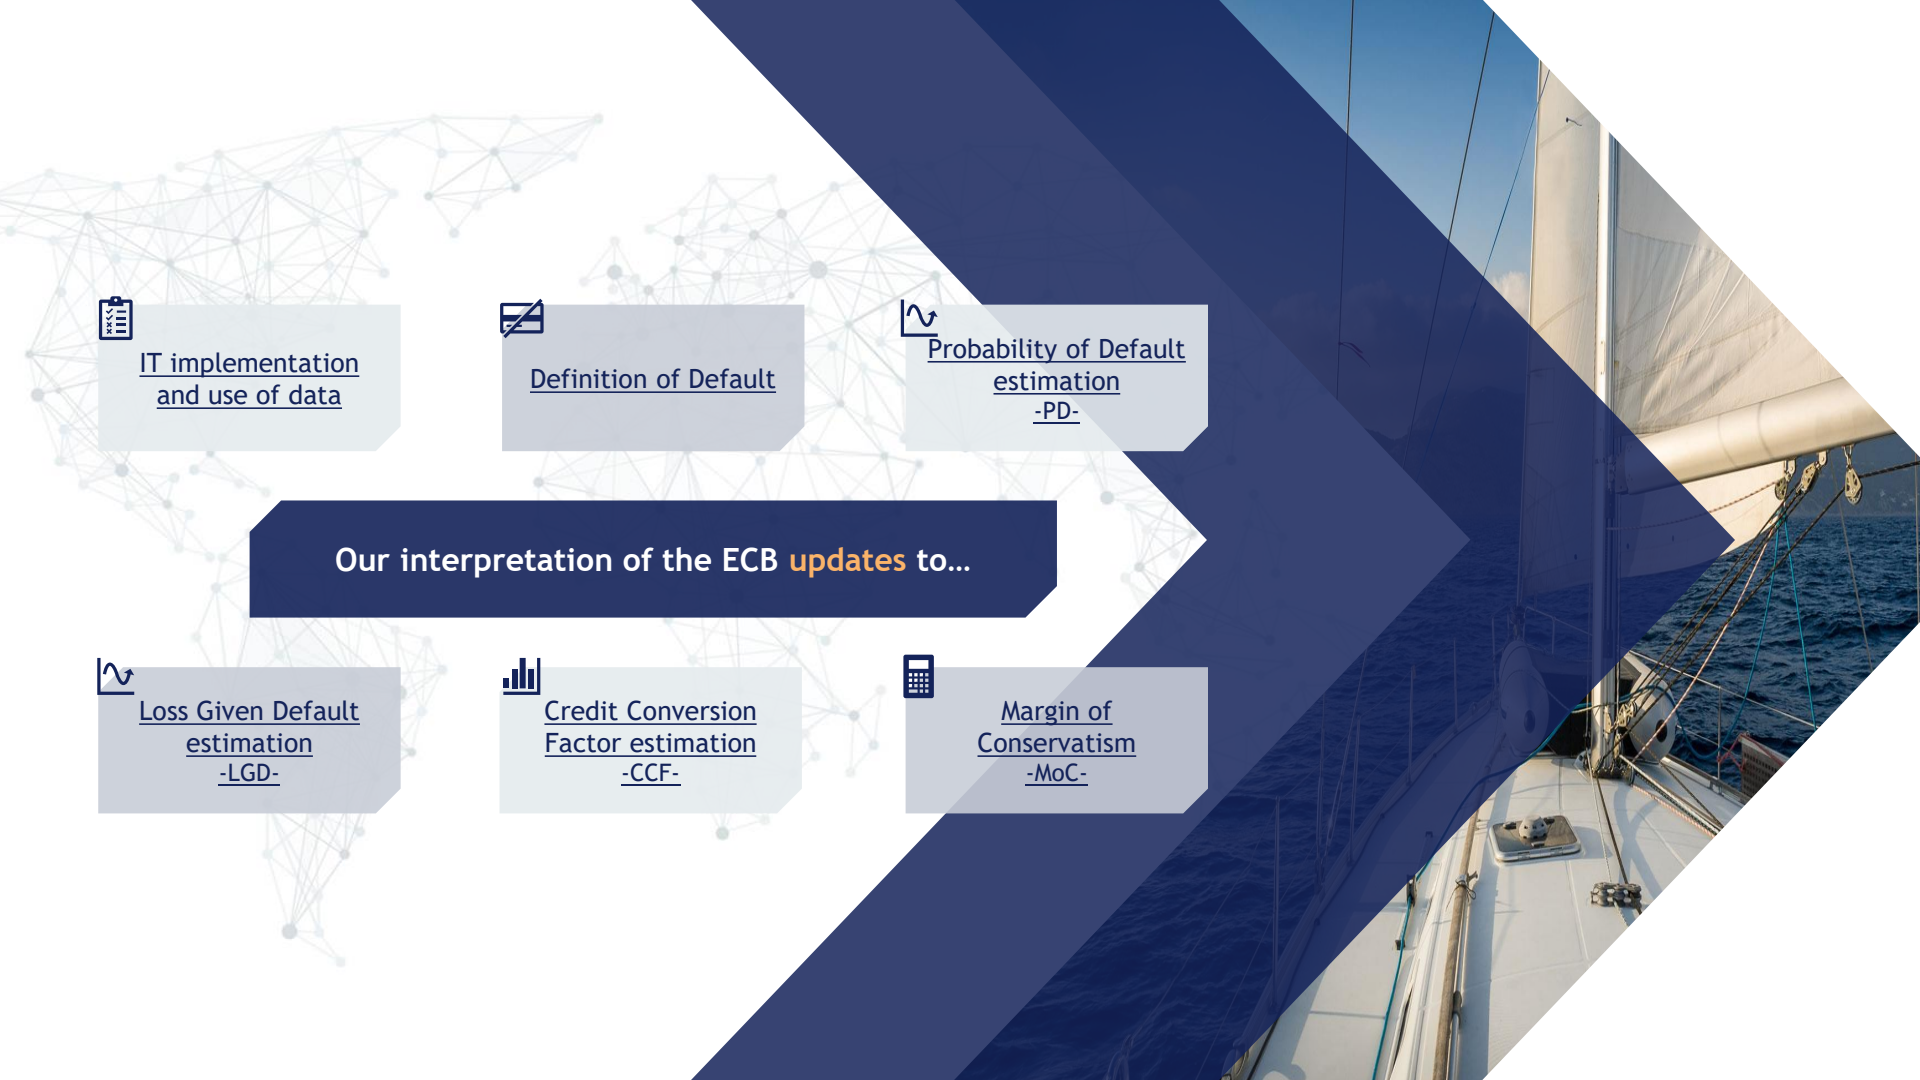 IT implementation
and use of data
Definition of Default
Probability of Default
estimation
-PD-
Our interpretation of the ECB updates to…
Loss Given Default
estimation
-LGD-
Credit Conversion
Factor estimation
-CCF-
Margin of
Conservatism
-MoC-